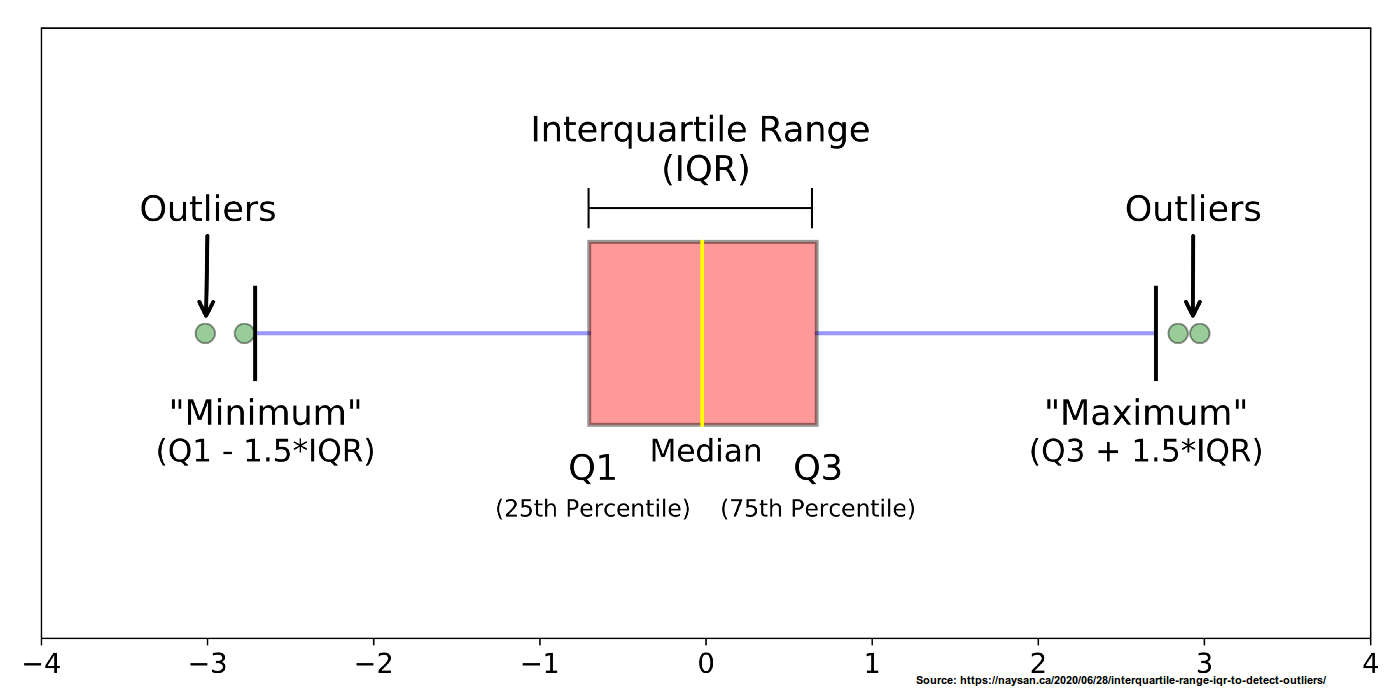 Interquartile Range
(IQR)
Outliers
Outliers
"Minimum"
(Q1 - 1.5*IQR)
"Maximum"
(Q3 + 1.5*IQR)
Median
Q1
Q3
(25th Percentile)
(75th Percentile)
−4 −3 −2 −1 0 1 2 3 4
Source: https://naysan.ca/2020/06/28/interquartile-range-iqr-to-detect-outliers/